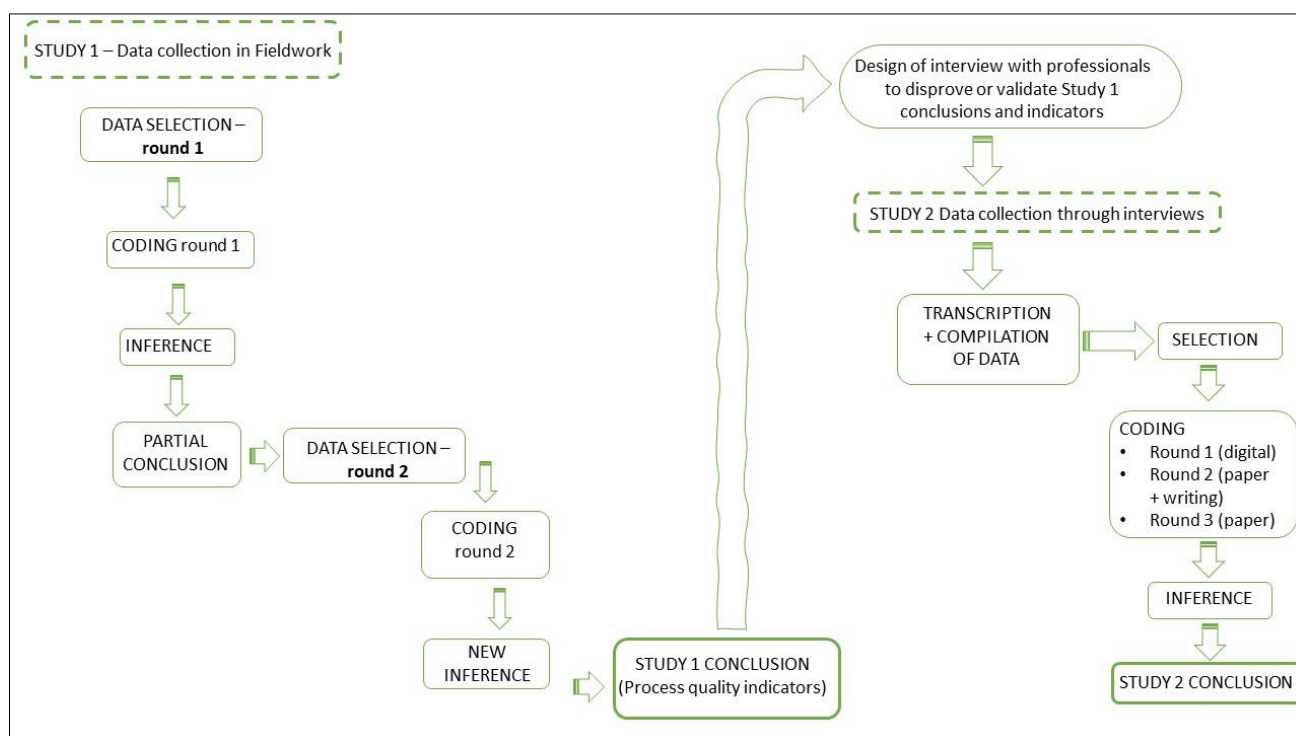 STUDY 1 – Data collection in Fieldwork
DATA SELECTION –
round 1
CODING round 1
INFERENCE
PARTIAL
CONCLUSION
DATA SELECTION –
round 2
CODING
round 2
NEW
INFERENCE
STUDY 1 CONCLUSION
(Process quality indicators)
Design of interview with professionals
to disprove or validate Study 1
conclusions and indicators
STUDY 2 Data collection through interviews
TRANSCRIPTION
+ COMPILATION
OF DATA
SELECTION
CODING
• Round 1 (digital)
• Round 2 (paper
+ writing)
• Round 3 (paper)
INFERENCE
STUDY 2 CONCLUSION